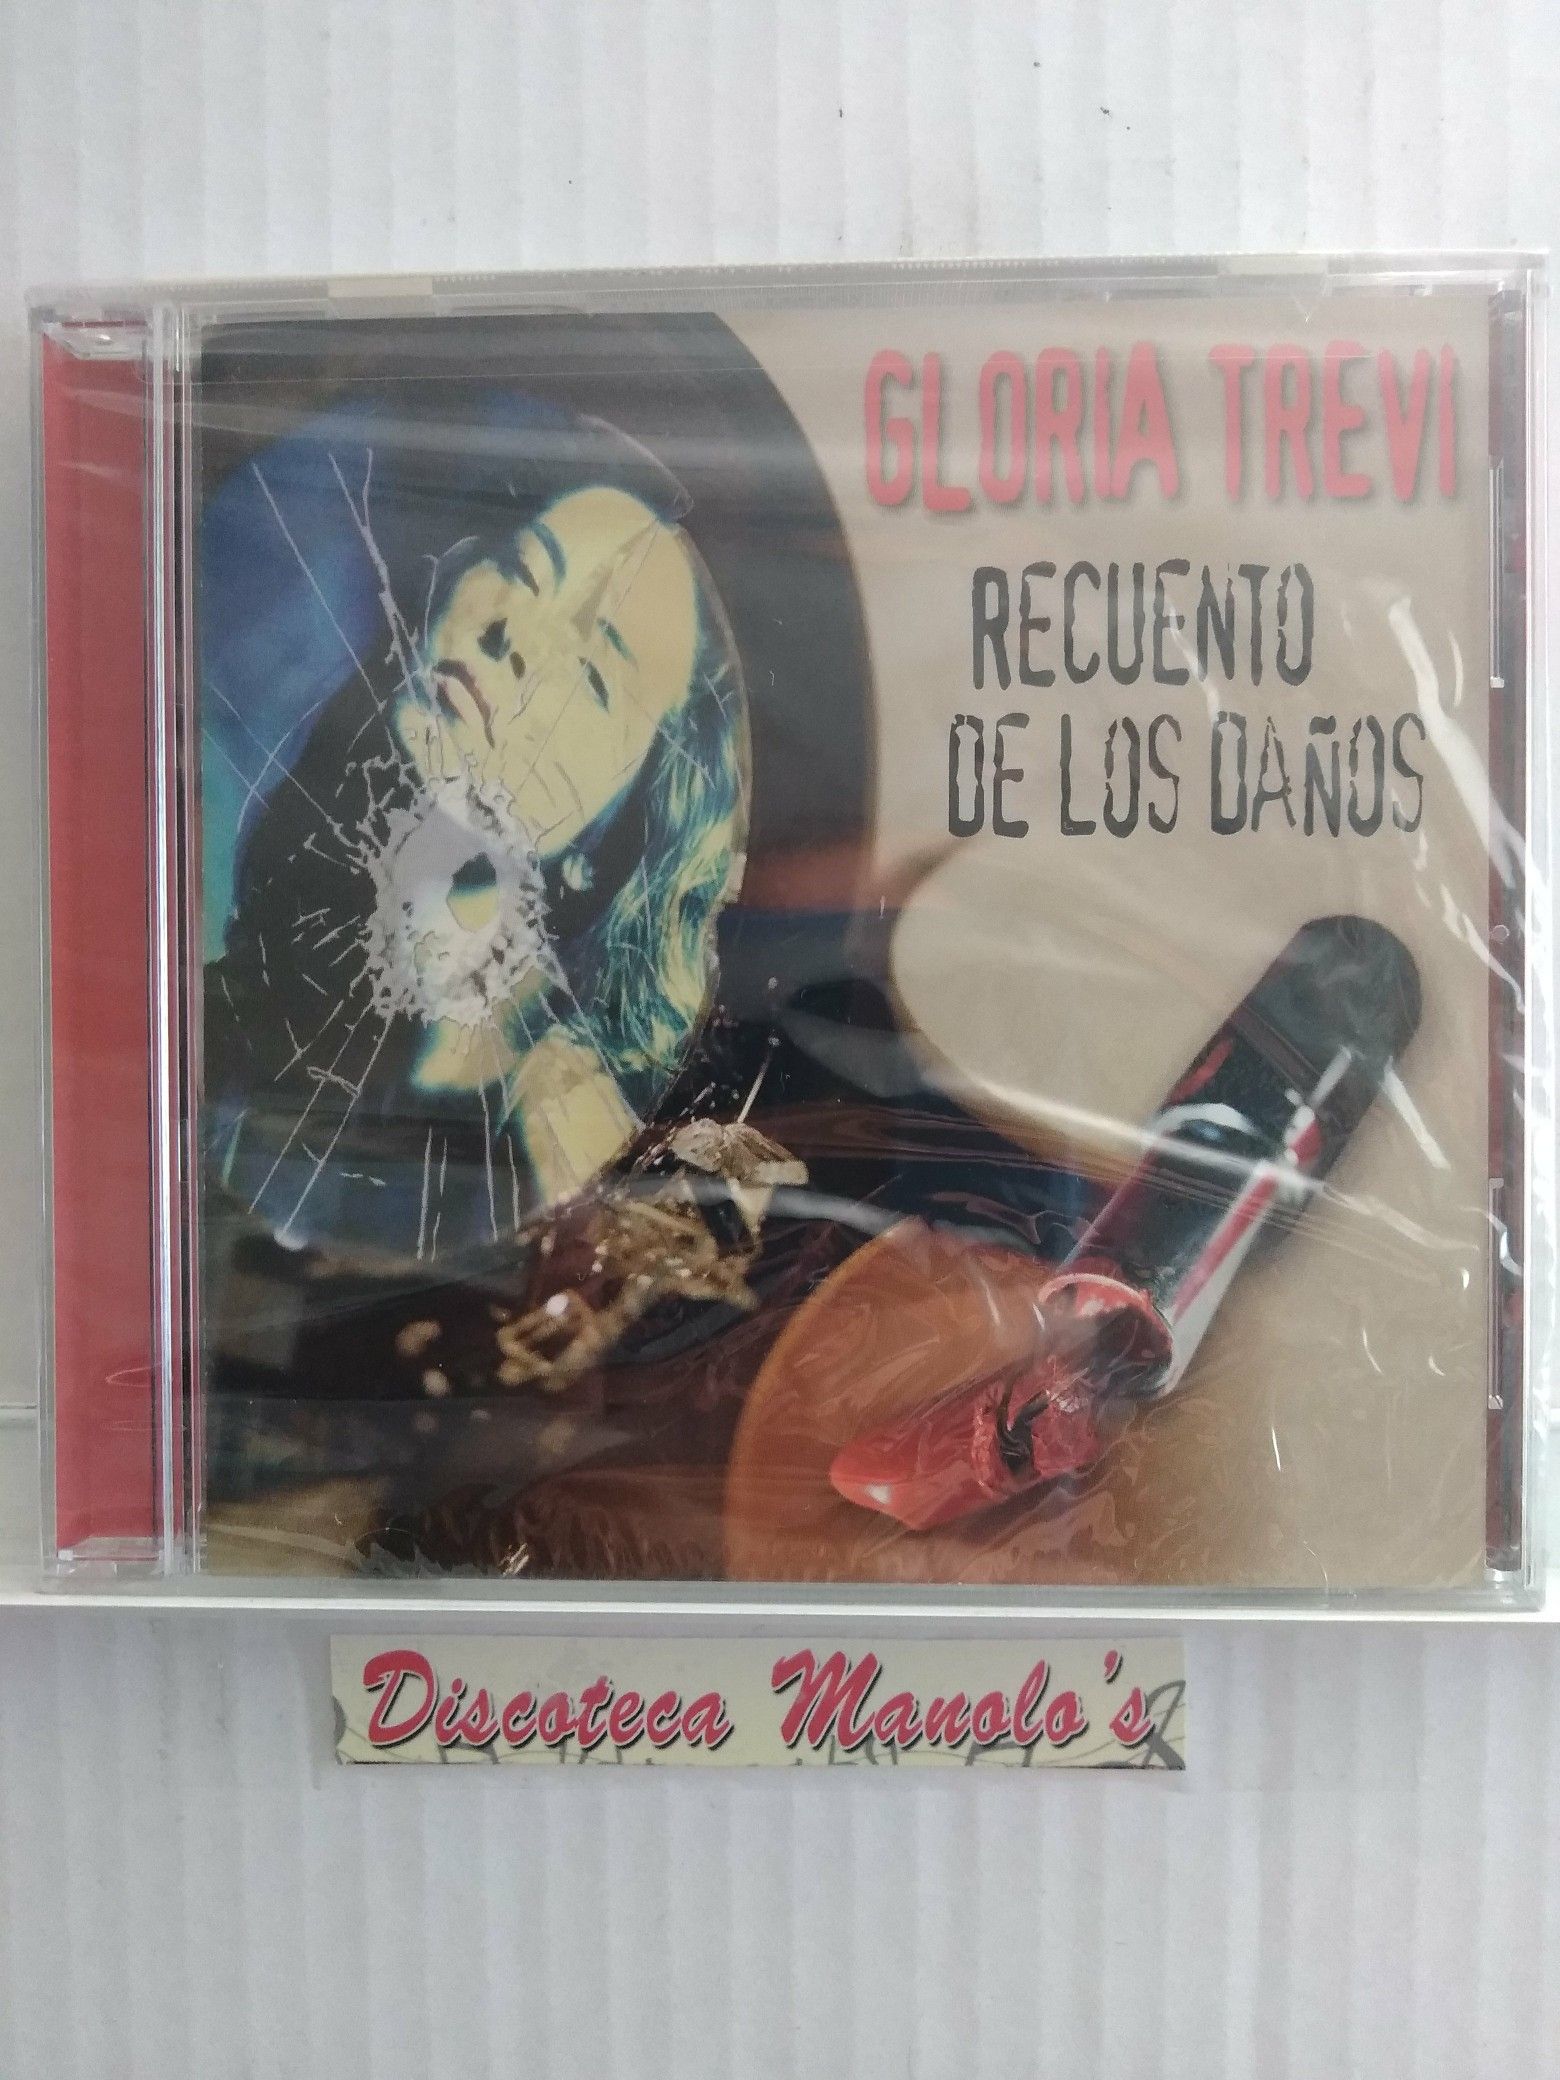 GLORIA TREVI
RECUENTO
DE LOS DAÑOS
Discoteca Manolo's